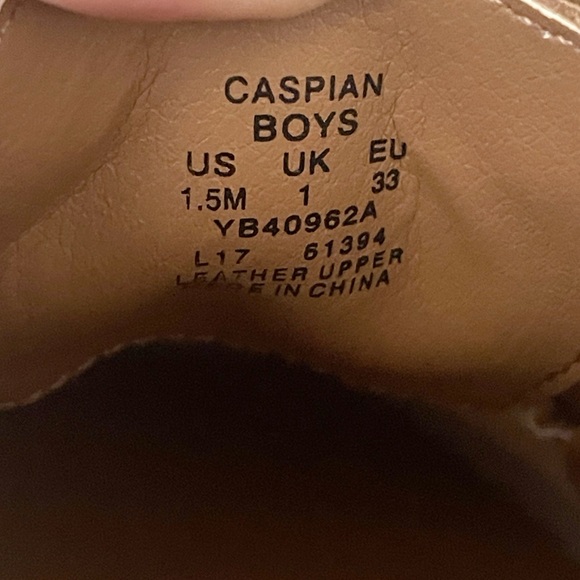 CASPIAN
BOYS
US UK EU
1.5M 1 33
YB40962A
L17 61394
LEATHER UPPER
IN CHINA